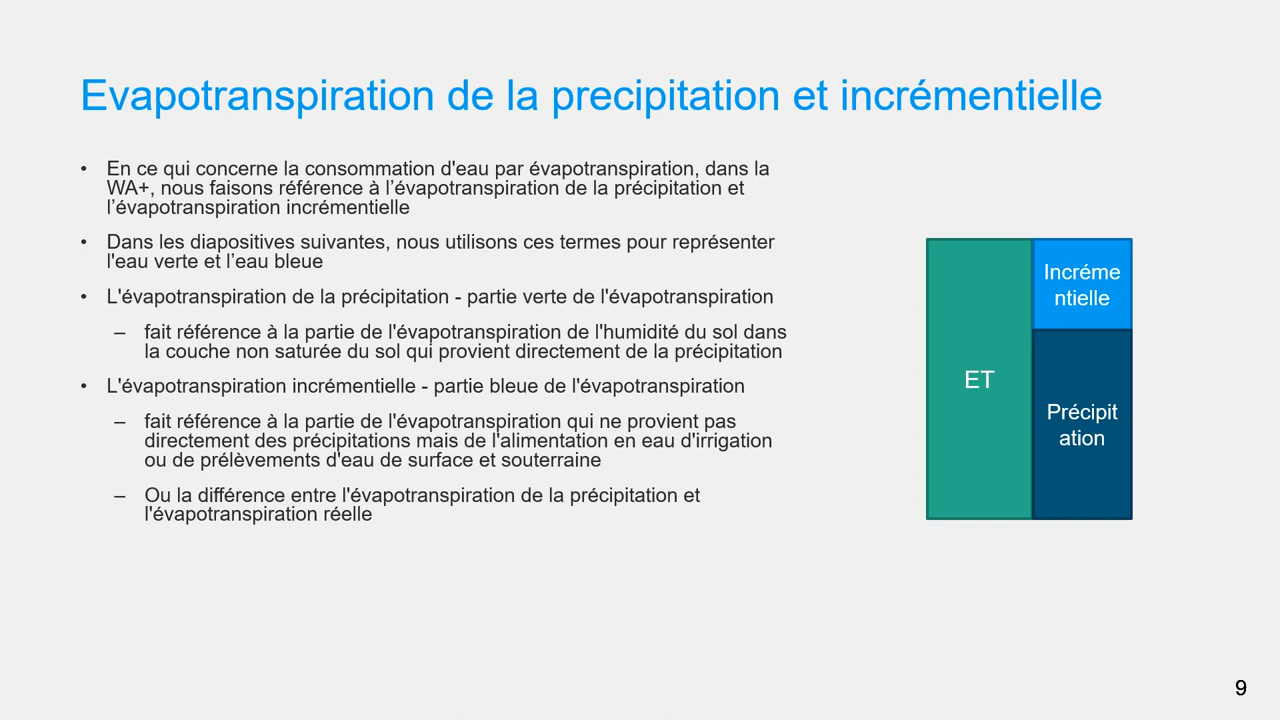 Evapotranspiration de la precipitation et incrémentielle
• En ce qui concerne la consommation d'eau par évapotranspiration, dans la
WA+, nous faisons référence à l’évapotranspiration de la précipitation et
l’évapotranspiration incrémentielle
• Dans les diapositives suivantes, nous utilisons ces termes pour représenter
l'eau verte et l’eau bleue
• L'évapotranspiration de la précipitation - partie verte de l'évapotranspiration
– fait référence à la partie de l'évapotranspiration de l'humidité du sol dans
la couche non saturée du sol qui provient directement de la précipitation
• L'évapotranspiration incrémentielle - partie bleue de l'évapotranspiration
– fait référence à la partie de l'évapotranspiration qui ne provient pas
directement des précipitations mais de l'alimentation en eau d'irrigation
ou de prélèvements d'eau de surface et souterraine
– Ou la différence entre l'évapotranspiration de la précipitation et
l'évapotranspiration réelle
ET
Incréme
ntielle
Précipit
ation
9